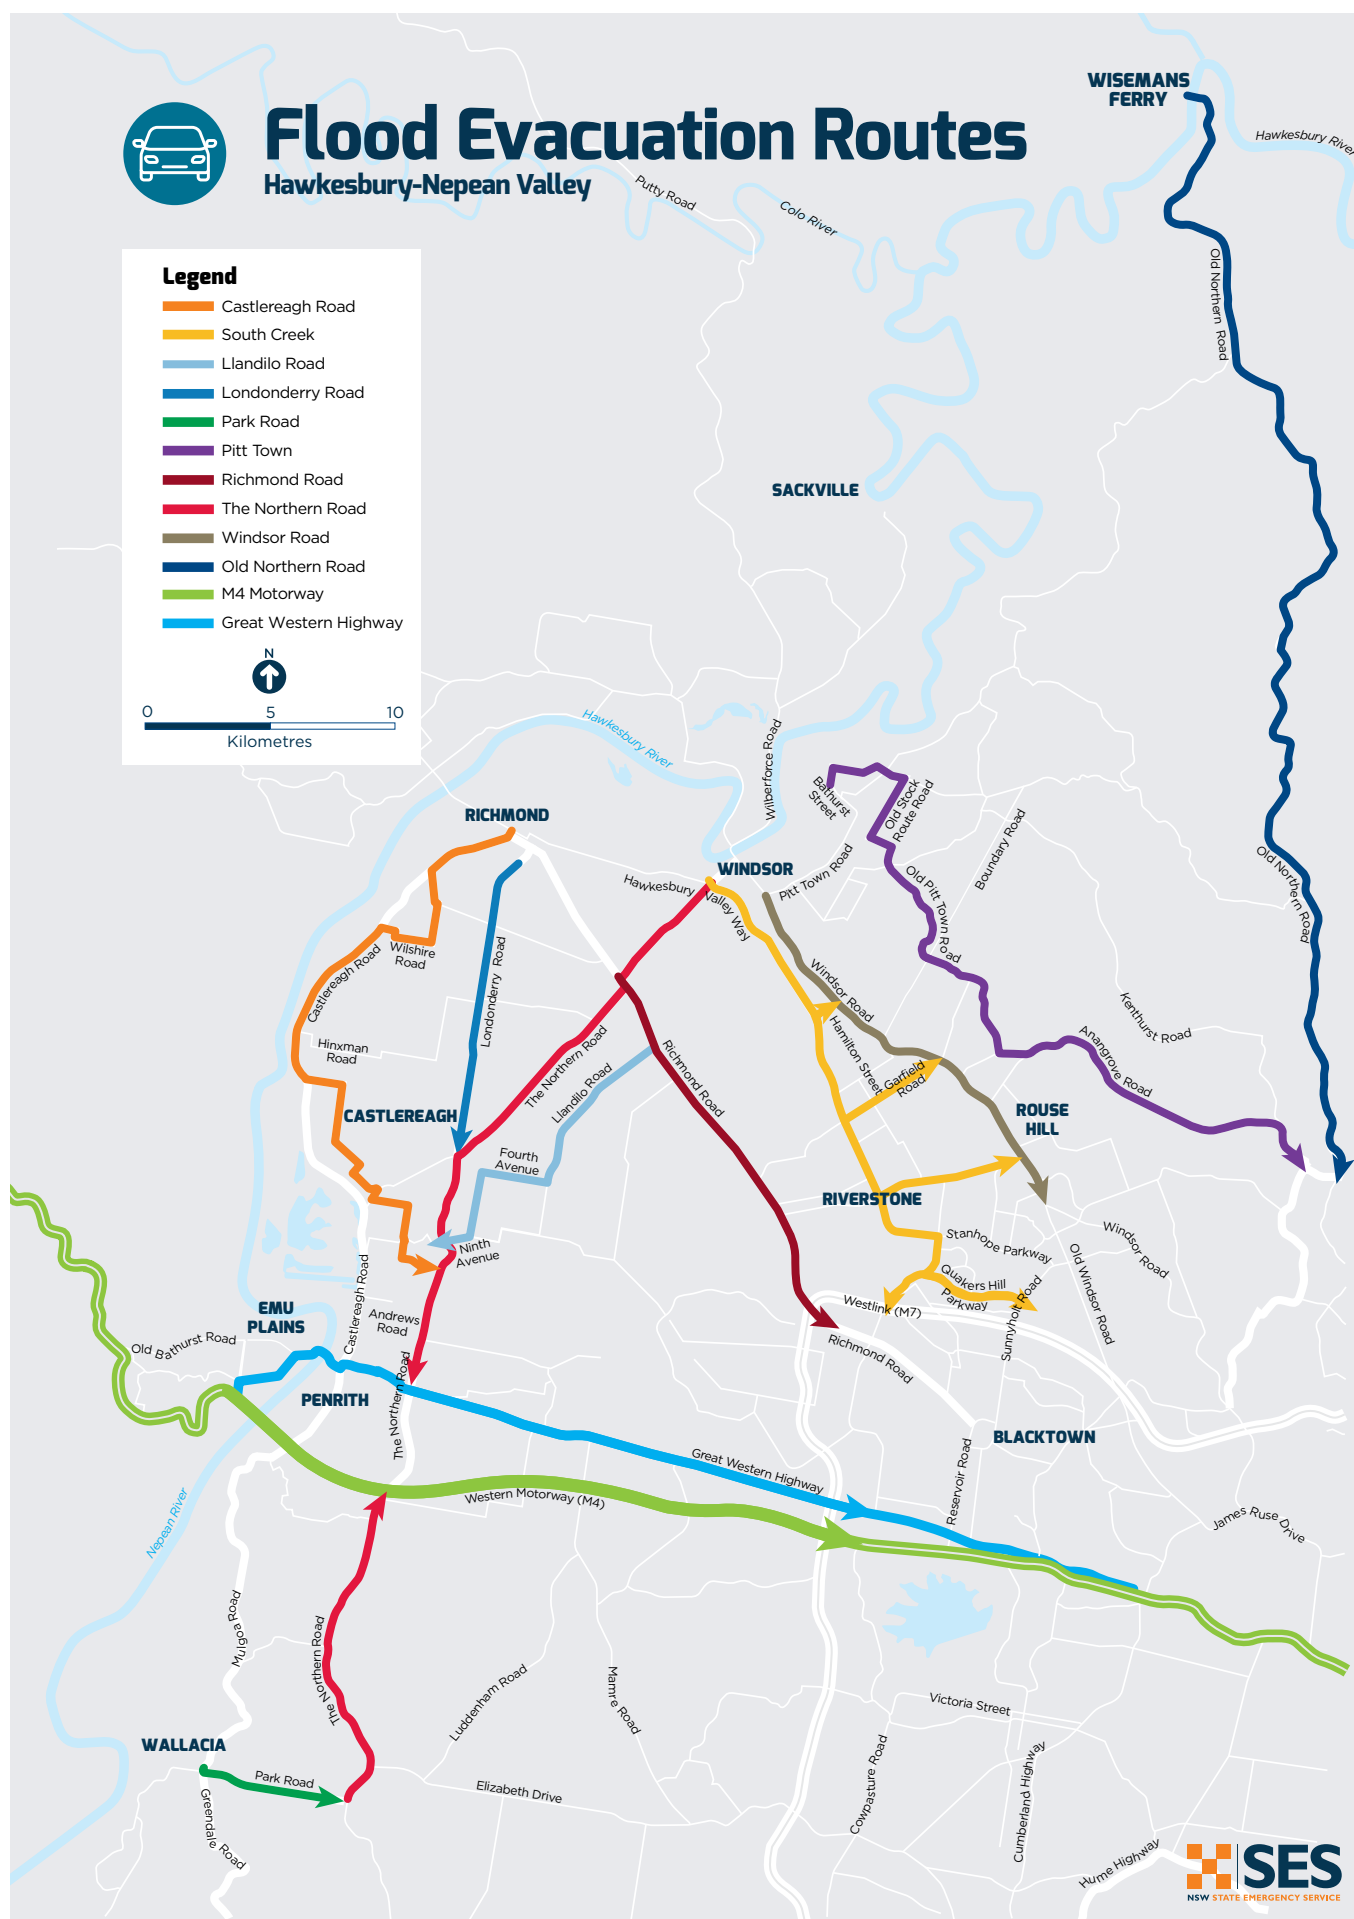 Flood Evacuation Routes
Hawkesbury-Nepean Valley
WISEMANS
FERRY
Hawkesbury River
Putty Road
Colo River
Old Northern Road
Legend
Castlereagh Road
South Creek
Llandilo Road
Londonderry Road
Park Road
Pitt Town
Richmond Road
The Northern Road
Windsor Road
Old Northern Road
M4 Motorway
Great Western Highway
N
0 5 10
Kilometres
SACKVILLE
Hawkesbury River
Wilberforce Road
Bathurst
Street
Old Stock
Route Road
RICHMOND
Boundary Road
WINDSOR
Pitt Town Road
Old Northern Road
Hawkesbury Valley Way
Old Pitt Town Road
Castlereagh Road
Wilshire
Road
Londonderry Road
Windsor Road
Kenthurst Road
Hinxman
Road
The Northern Road
Llandilo Road
Richmond Road
Hamilton Street
Garfield
Road
Anangrove Road
CASTLEREAGH
ROUSE
HILL
Fourth
Avenue
RIVERSTONE
Ninth
Avenue
Stanhope Parkway
Windsor Road
Old Windsor Road
Quakers Hill
Parkway
Sunnyholt Road
Westlink (M7)
Castlereagh Road
EMU
PLAINS
Andrews
Road
Old Bathurst Road
Richmond Road
PENRITH
The Northern Road
BLACKTOWN
Great Western Highway
Western Motorway (M4)
Reservoir Road
James Ruse Drive
Nepean River
Mulgoa Road
The Northern Road
Luddenham Road
Mamre Road
Victoria Street
WALLACIA
Park Road
Elizabeth Drive
Greendale Road
Cowpasture Road
Cumberland Highway
Hume Highway
SES
NSW STATE EMERGENCY SERVICE